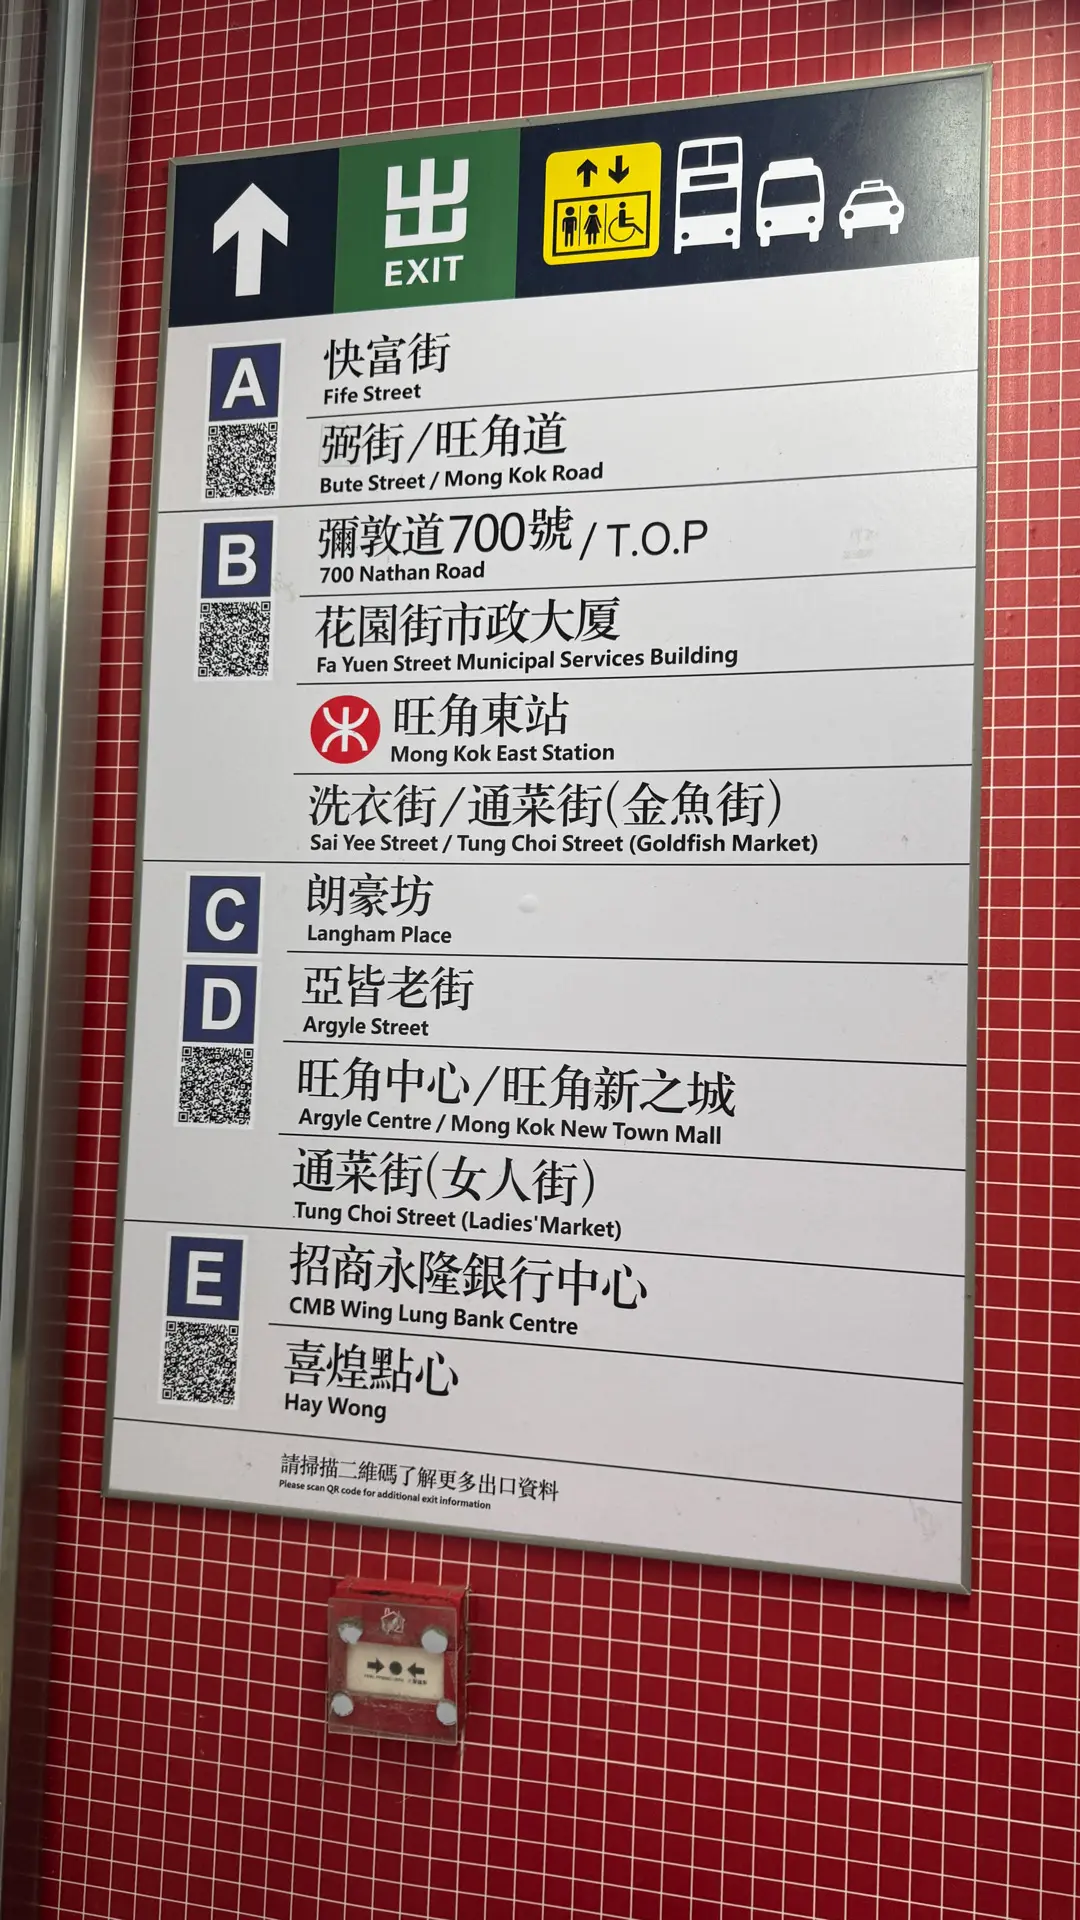 出
EXIT
A
快富街
Fife Street
弼街/旺角道
Bute Street / Mong Kok Road
B
彌敦道700號/T.O.P
700 Nathan Road
花園街市政大厦
Fa Yuen Street Municipal Services Building
旺角東站
Mong Kok East Station
洗衣街/通菜街(金魚街)
Sai Yee Street / Tung Choi Street (Goldfish Market)
C
朗豪坊
Langham Place
D
亞皆老街
Argyle Street
旺角中心/旺角新之城
Argyle Centre / Mong Kok New Town Mall
通菜街(女人街)
Tung Choi Street (Ladies'Market)
E
招商永隆銀行中心
CMB Wing Lung Bank Centre
喜煌點心
Hay Wong
請掃描二維碼了解更多出口資料
Please scan QR code for additional exit information